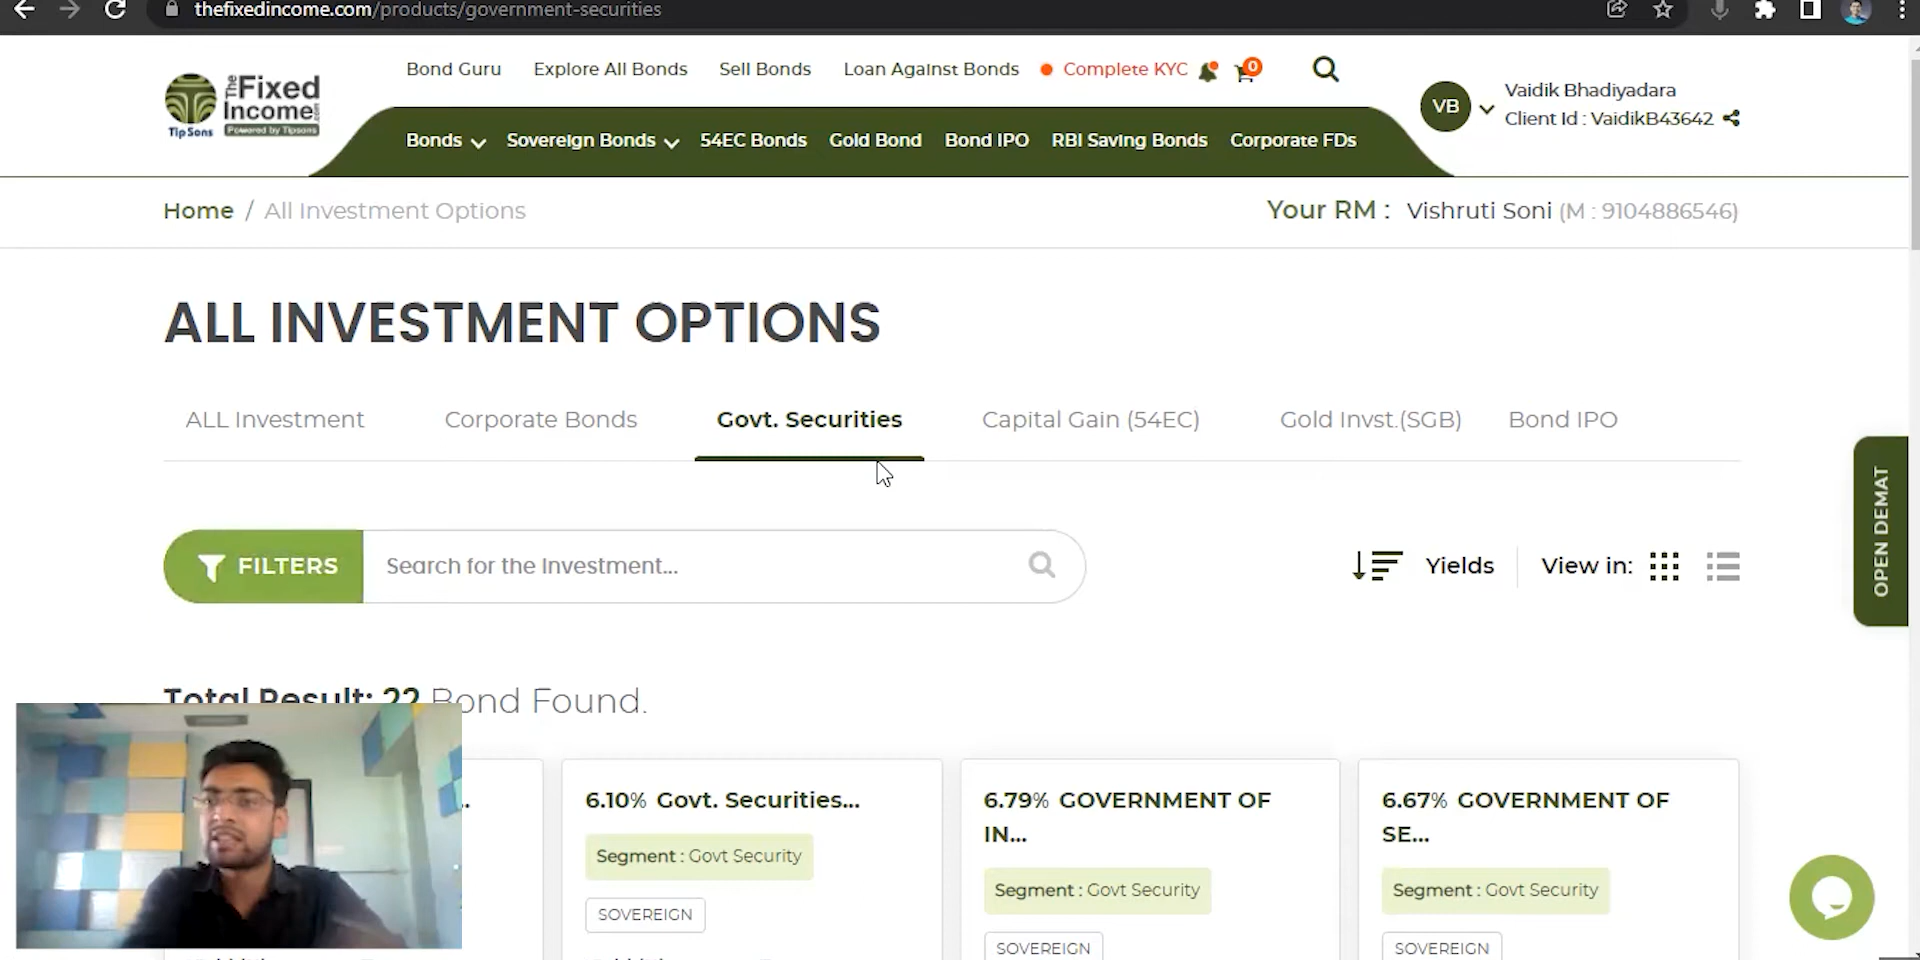 thefixedincome.com/products/government-securities
Bond Guru Explore All Bonds Sell Bonds Loan Against Bonds Complete KYC 0
The Fixed Income.com
Powered by Tipsons
Tip Sons
VB
Vaidik Bhadiyadara
Client Id : VaidikB43642
Bonds Sovereign Bonds 54EC Bonds Gold Bond Bond IPO RBI Saving Bonds Corporate FDs
Home / All Investment Options
Your RM : Vishruti Soni (M : 9104886546)
ALL INVESTMENT OPTIONS
ALL Investment Corporate Bonds Govt. Securities Capital Gain (54EC) Gold Invst.(SGB) Bond IPO
OPEN DEMAT
FILTERS Search for the Investment... Yields View in:
Total Result: 22 Bond Found.
6.10% Govt. Securities...
Segment : Govt Security
SOVEREIGN
6.79% GOVERNMENT OF
IN...
Segment : Govt Security
SOVEREIGN
6.67% GOVERNMENT OF
SE...
Segment : Govt Security
SOVEREIGN